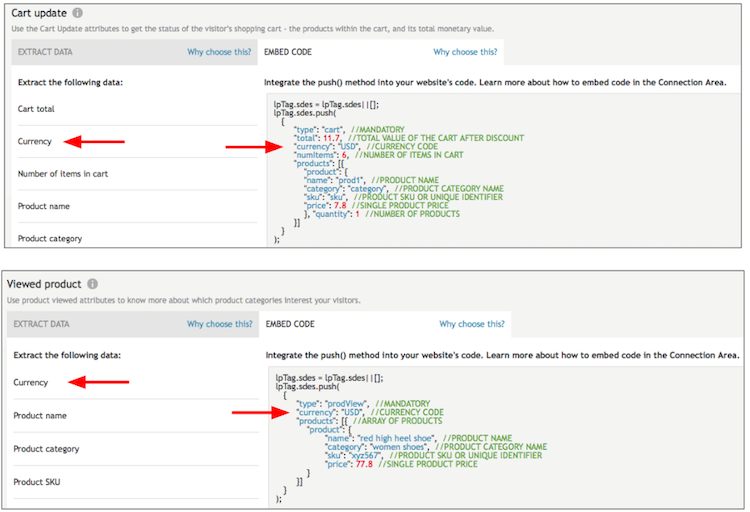 Cart update
Use the Cart Update attributes to get the status of the visitor's shopping cart - the products within the cart, and its total monetary value.
EXTRACT DATA Why choose this? EMBED CODE Why choose this?
Extract the following data: Integrate the push() method into your website's code. Learn more about how to embed code in the Connection Area.
Cart total
Currency
Number of items in cart
Product name
Product category
lpTag.sdes = lpTag.sdes||[];
lpTag.sdes.push(
{
"type": "cart", //MANDATORY
"total": 11.7, //TOTAL VALUE OF THE CART AFTER DISCOUNT
"currency": "USD", //CURRENCY CODE
"numItems": 6, //NUMBER OF ITEMS IN CART
"products": [{
"product": {
"name": "prod1", //PRODUCT NAME
"category": "category", //PRODUCT CATEGORY NAME
"sku": "sku", //PRODUCT SKU OR UNIQUE IDENTIFIER
"price": 7.8 //SINGLE PRODUCT PRICE
}, "quantity": 1 //NUMBER OF PRODUCTS
}]
}
);
Viewed product
Use product viewed attributes to know more about which product categories interest your visitors.
EXTRACT DATA Why choose this? EMBED CODE Why choose this?
Extract the following data: Integrate the push() method into your website's code. Learn more about how to embed code in the Connection Area.
Currency
Product name
Product category
Product SKU
lpTag.sdes = lpTag.sdes||[];
lpTag.sdes.push(
{
"type": "prodView", //MANDATORY
"currency": "USD", //CURRENCY CODE
"products": [{ //ARRAY OF PRODUCTS
"product": {
"name": "red high heel shoe", //PRODUCT NAME
"category": "women shoes", //PRODUCT CATEGORY NAME
"sku": "xyz567", //PRODUCT SKU OR UNIQUE IDENTIFIER
"price": 77.8 //SINGLE PRODUCT PRICE
}
}]
}
);